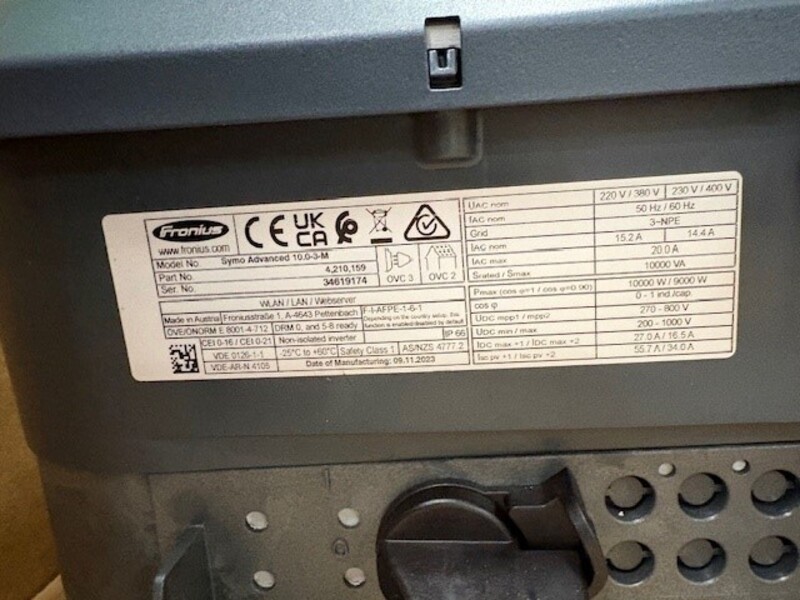 Fronius
www.fronius.com
CE UK CA
Model No. Symo Advanced 10.0-3-M
Part No. 4,210,159
Ser. No. 34619174
OVC 3 OVC 2
WLAN / LAN / Webserver
Made in Austria Froniusstraße 1, A-4643 Pettenbach F-I-AFPE-1-6-1
Depending on the country setup, this
function is enabled/disabled by default
OVE/ONORM E 8001-4-712 DRM 0, and 5-8 ready
CEI 0-16 / CEI 0-21 Non-isolated inverter IP 66
VDE 0126-1-1 -25°C to +60°C Safety Class 1 AS/NZS 4777.2
VDE-AR-N 4105 Date of Manufacturing: 09.11.2023
UAC nom 220 V / 380 V 230 V / 400 V
fAC nom 50 Hz / 60 Hz
Grid 3~NPE
IAC nom 15.2 A 14.4 A
IAC max 20.0 A
Srated / Smax 10000 VA
Pmax (cos φ=1 / cos φ=0.90) 10000 W / 9000 W
cos φ 0 - 1 ind./cap.
UDC mpp1 / mpp2 270 - 800 V
UDC min / max 200 - 1000 V
IDC max +1 / IDC max +2 27.0 A / 16.5 A
Isc pv +1 / Isc pv +2 55.7 A / 34.0 A